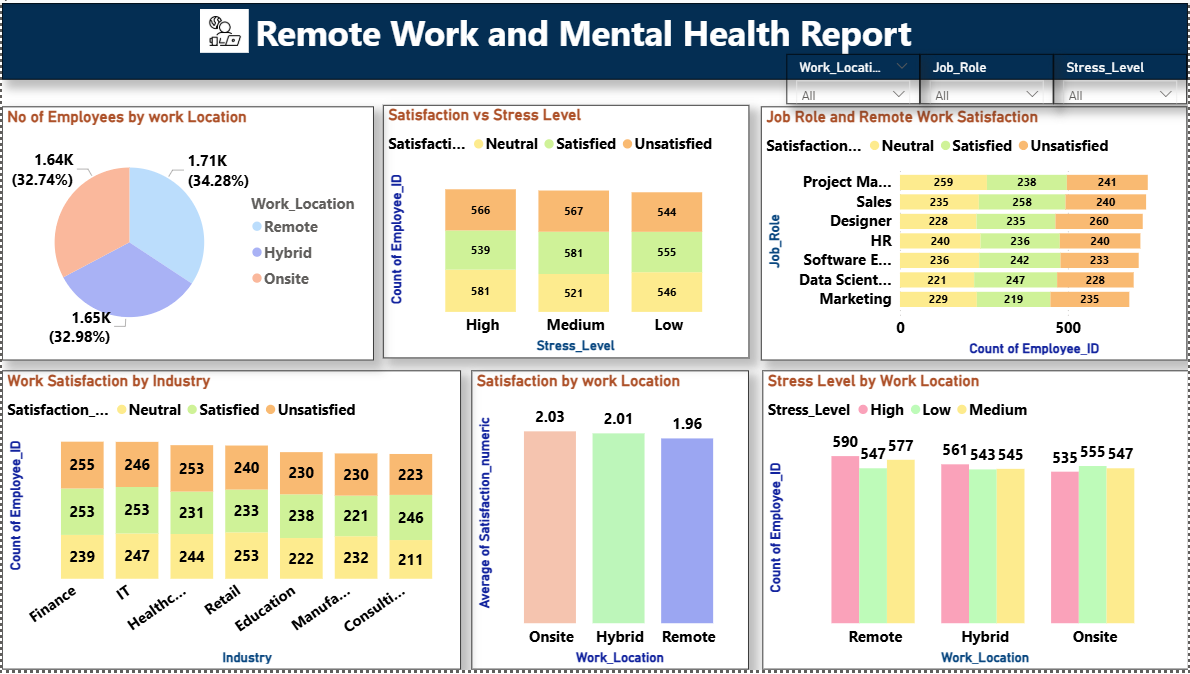 Remote Work and Mental Health Report
Work_Locati... Job_Role Stress_Level
All All All
No of Employees by work Location
1.64K
(32.74%)
1.71K
(34.28%)
1.65K
(32.98%)
Work_Location
Remote
Hybrid
Onsite
Satisfaction vs Stress Level
Satisfacti... Neutral Satisfied Unsatisfied
Count of Employee_ID
566 567 544
539 581 555
581 521 546
High Medium Low
Stress_Level
Job Role and Remote Work Satisfaction
Satisfaction... Neutral Satisfied Unsatisfied
Job_Role
Project Ma... 259 238 241
Sales 235 258 240
Designer 228 235 260
HR 240 236 240
Software E... 236 242 233
Data Scient... 221 247 228
Marketing 229 219 235
0 500
Count of Employee_ID
Work Satisfaction by Industry
Satisfaction_... Neutral Satisfied Unsatisfied
Count of Employee_ID
255 246 253 240 230 230 223
253 253 231 233 238 221 246
239 247 244 253 222 232 211
Finance IT Healthc... Retail Education Manufa... Consulti...
Industry
Satisfaction by work Location
Average of Satisfaction_numeric
2.03 2.01 1.96
Onsite Hybrid Remote
Work_Location
Stress Level by Work Location
Stress_Level High Low Medium
Count of Employee_ID
590 547 577 561 543 545 535 555 547
Remote Hybrid Onsite
Work_Location